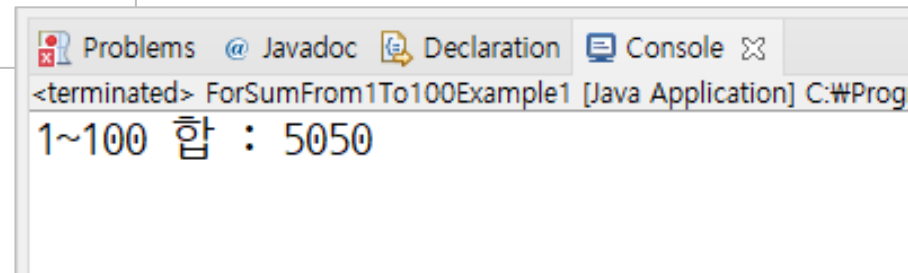 Problems @ Javadoc Declaration Console
<terminated> ForSumFrom1To100Example1 [Java Application] C:₩Prog
1~100 합 : 5050